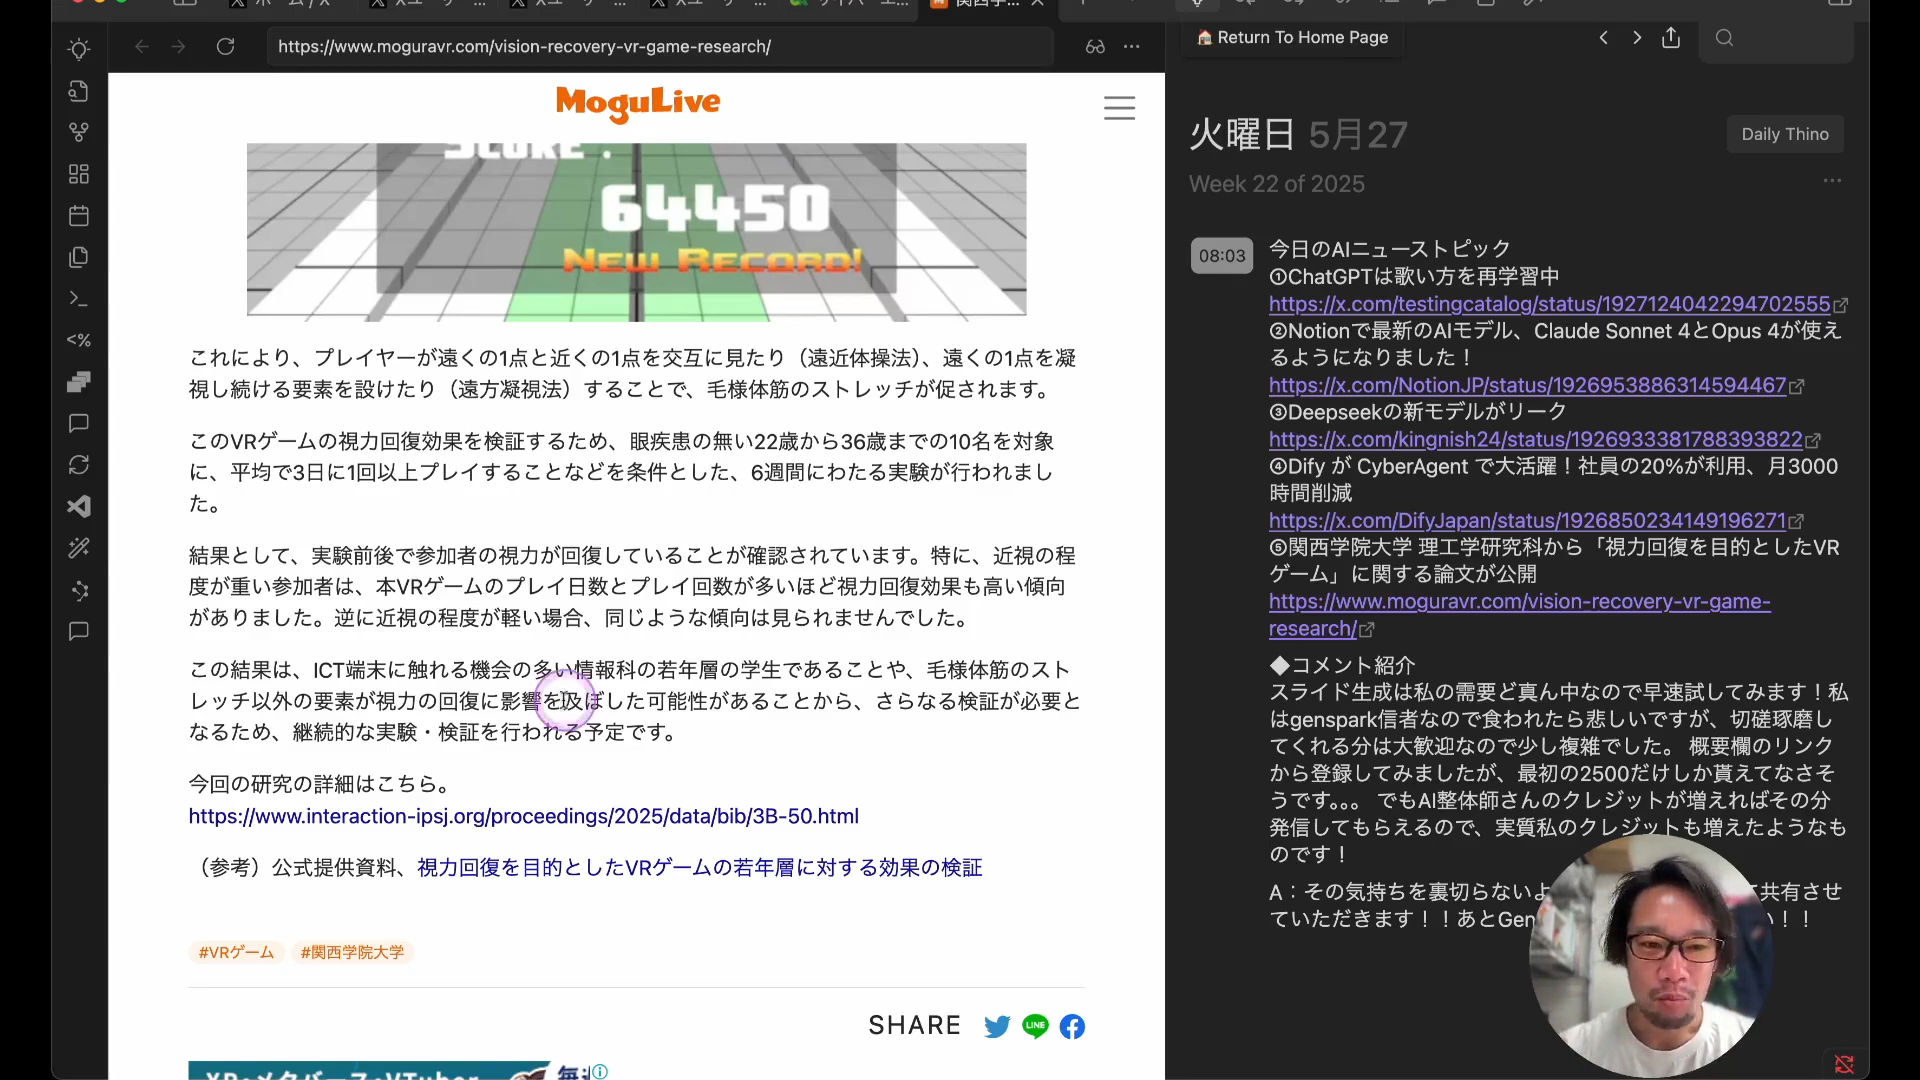 https://www.moguravr.com/vision-recovery-vr-game-research/
MoguLive
SCORE :
64450
New Record!
これにより、プレイヤーが遠くの1点と近くの1点を交互に見たり（遠近体操法）、遠くの1点を凝
視し続ける要素を設けたり（遠方凝視法）することで、毛様体筋のストレッチが促されます。
このVRゲームの視力回復効果を検証するため、眼疾患の無い22歳から36歳までの10名を対象
に、平均で3日に1回以上プレイすることなどを条件とした、6週間にわたる実験が行われまし
た。
結果として、実験前後で参加者の視力が回復していることが確認されています。特に、近視の程
度が重い参加者は、本VRゲームのプレイ日数とプレイ回数が多いほど視力回復効果も高い傾向
がありました。逆に近視の程度が軽い場合、同じような傾向は見られませんでした。
この結果は、ICT端末に触れる機会の多い情報科の若年層の学生であることや、毛様体筋のスト
レッチ以外の要素が視力の回復に影響を及ぼした可能性があることから、さらなる検証が必要と
なるため、継続的な実験・検証を行われる予定です。
今回の研究の詳細はこちら。
https://www.interaction-ipsj.org/proceedings/2025/data/bib/3B-50.html
（参考）公式提供資料、視力回復を目的としたVRゲームの若年層に対する効果の検証
#VRゲーム #関西学院大学
SHARE
LINE
XR・メタバース・VTuber
Return To Home Page
火曜日 5月27
Daily Thino
Week 22 of 2025
08:03
今日のAIニューストピック
①ChatGPTは歌い方を再学習中
https://x.com/testingcatalog/status/1927124042294702555
②Notionで最新のAIモデル、Claude Sonnet 4とOpus 4が使え
るようになりました！
https://x.com/NotionJP/status/1926953886314594467
③Deepseekの新モデルがリーク
https://x.com/kingnish24/status/1926933381788393822
④Dify が CyberAgent で大活躍！社員の20%が利用、月3000
時間削減
https://x.com/DifyJapan/status/1926850234149196271
⑤関西学院大学 理工学研究科から「視力回復を目的としたVR
ゲーム」に関する論文が公開
https://www.moguravr.com/vision-recovery-vr-game-
research/
◆コメント紹介
スライド生成は私の需要ど真ん中なので早速試してみます！私
はgenspark信者なので食われたら悲しいですが、切磋琢磨し
てくれる分は大歓迎なので少し複雑でした。 概要欄のリンク
から登録してみましたが、最初の2500だけしか貰えてなさそ
うです。。。 でもAI整体師さんのクレジットが増えればその分
発信してもらえるので、実質私のクレジットも増えたようなも
のです！
A：その気持ちを裏切らないよ て共有させ
ていただきます！！あとGen ！！